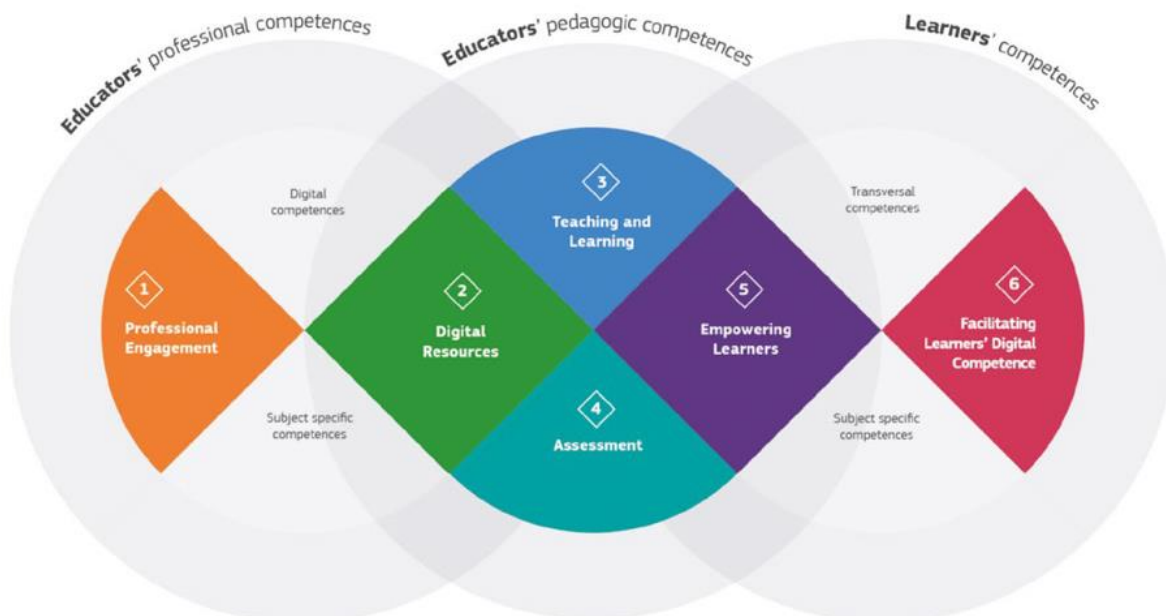 Educators' professional competences
Educators' pedagogic competences
Learners' competences
Digital
competences
Transversal
competences
3
Teaching and
Learning
1
Professional
Engagement
2
Digital
Resources
5
Empowering
Learners
6
Facilitating
Learners' Digital
Competence
Subject specific
competences
4
Assessment
Subject specific
competences